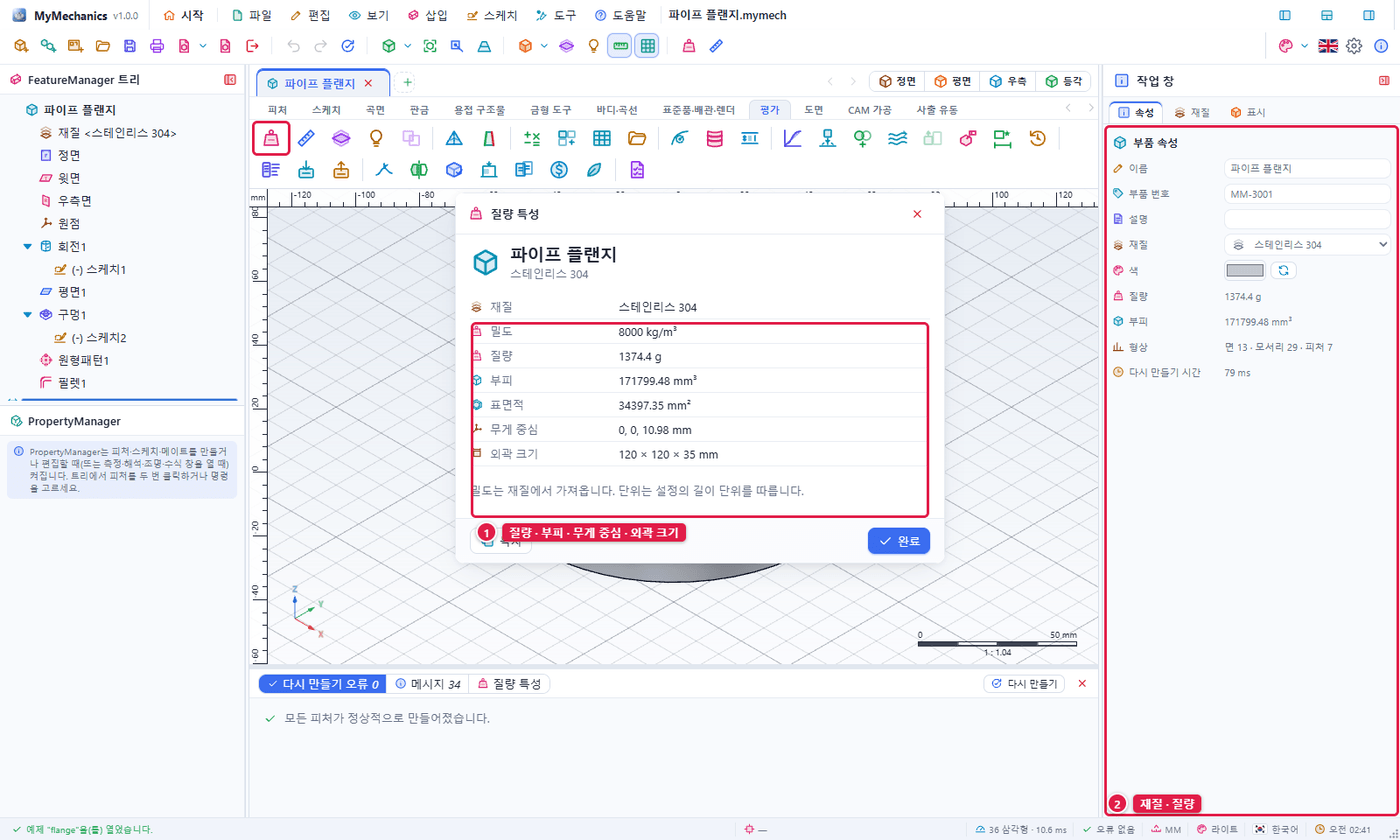 MyMechanics v1.0.0
시작
파일
편집
보기
삽입
스케치
도구
도움말
파이프 플랜지.mymech
FeatureManager 트리
파이프 플랜지
재질 <스테인리스 304>
정면
윗면
우측면
원점
회전1
(-) 스케치1
평면1
구멍1
(-) 스케치2
원형패턴1
필렛1
PropertyManager
PropertyManager는 피처·스케치·메이트를 만들거
나 편집할 때(또는 측정·해석·조명·수식 창을 열 때)
켜집니다. 트리에서 피처를 두 번 클릭하거나 명령
을 고르세요.
파이프 플랜지
정면
평면
우측
등각
피처
스케치
곡면
판금
용접 구조물
금형 도구
바디·곡선
표준품·배관·렌더
평가
도면
CAM 가공
사출 유동
mm
-120
-100
-80
100
120
80
60
40
20
0
-20
-40
-60
질량 특성
파이프 플랜지
스테인리스 304
재질 스테인리스 304
밀도 8000 kg/m³
질량 1374.4 g
부피 171799.48 mm³
표면적 34397.35 mm²
무게 중심 0, 0, 10.98 mm
외곽 크기 120 × 120 × 35 mm
밀도는 재질에서 가져옵니다. 단위는 설정의 길이 단위를 따릅니다.
1 질량 · 부피 · 무게 중심 · 외곽 크기
완료
Z
Y
X
0 50 mm
1 : 1.04
다시 만들기 오류 0
메시지 34
질량 특성
다시 만들기
모든 피처가 정상적으로 만들어졌습니다.
작업 창
속성
재질
표시
부품 속성
이름 파이프 플랜지
부품 번호 MM-3001
설명
재질 스테인리스 304
색
질량 1374.4 g
부피 171799.48 mm³
형상 면 13 · 모서리 29 · 피처 7
다시 만들기 시간 79 ms
2 재질 · 질량
예제 "flange"을(를) 열었습니다.
—
36 삼각형 · 10.6 ms
오류 없음
MM
라이트
한국어
오전 02:41